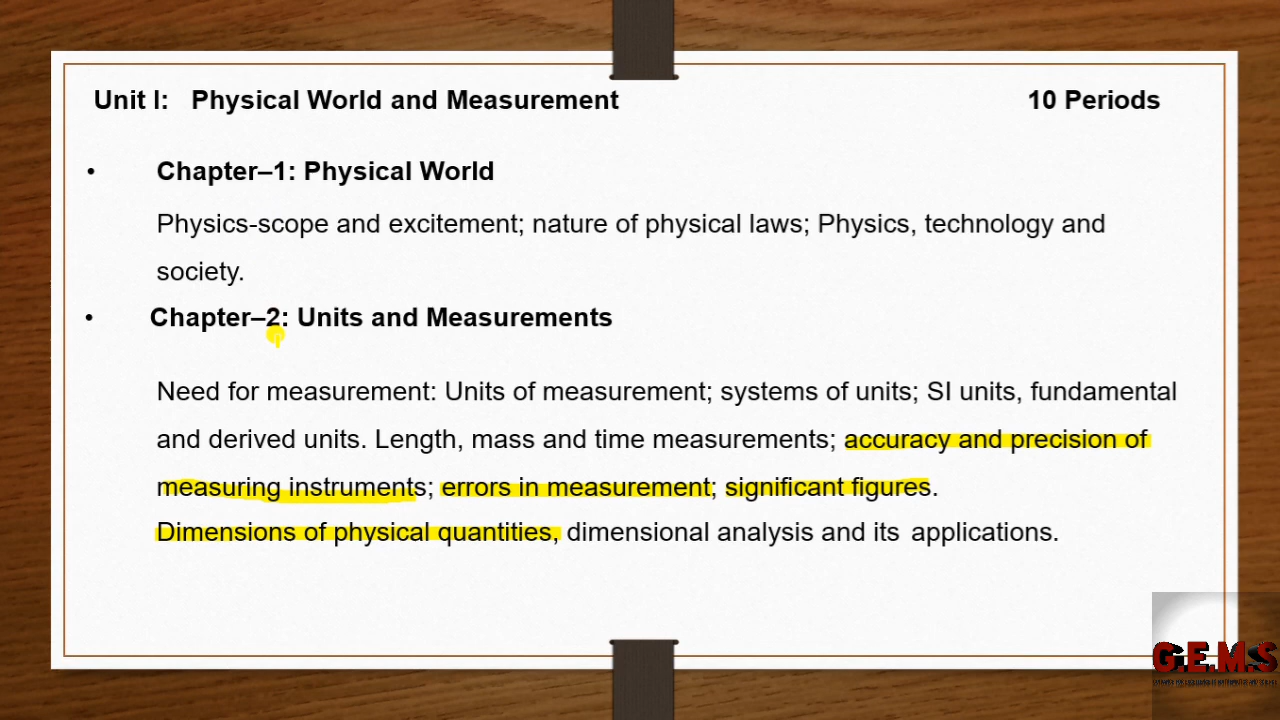 Unit I: Physical World and Measurement 10 Periods
• Chapter–1: Physical World
Physics-scope and excitement; nature of physical laws; Physics, technology and
society.
• Chapter–2: Units and Measurements
Need for measurement: Units of measurement; systems of units; SI units, fundamental
and derived units. Length, mass and time measurements; accuracy and precision of
measuring instruments; errors in measurement; significant figures.
Dimensions of physical quantities, dimensional analysis and its applications.
G.E.M.S